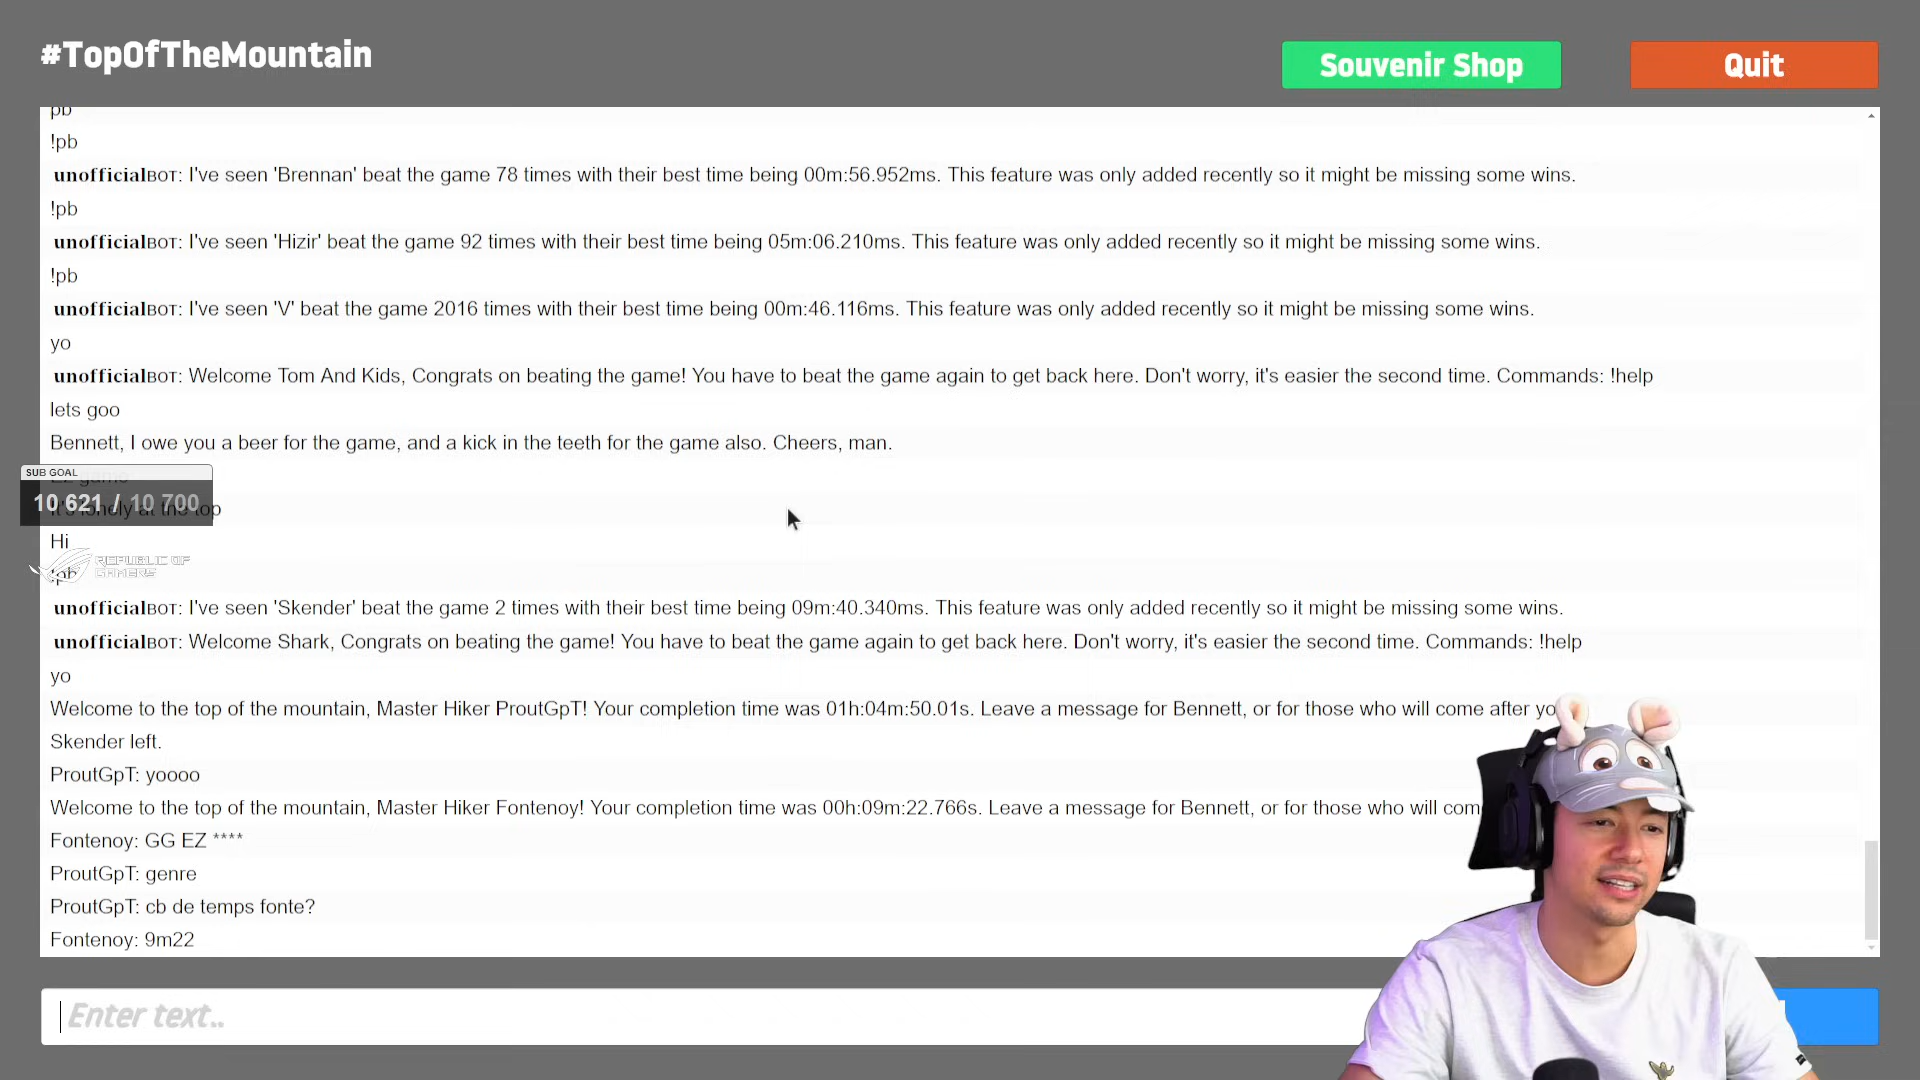 #TopOfTheMountain
Souvenir Shop
Quit
pb
!pb
unofficialBOT: I've seen 'Brennan' beat the game 78 times with their best time being 00m:56.952ms. This feature was only added recently so it might be missing some wins.
!pb
unofficialBOT: I've seen 'Hizir' beat the game 92 times with their best time being 05m:06.210ms. This feature was only added recently so it might be missing some wins.
!pb
unofficialBOT: I've seen 'V' beat the game 2016 times with their best time being 00m:46.116ms. This feature was only added recently so it might be missing some wins.
yo
unofficialBOT: Welcome Tom And Kids, Congrats on beating the game! You have to beat the game again to get back here. Don't worry, it's easier the second time. Commands: !help
lets goo
Bennett, I owe you a beer for the game, and a kick in the teeth for the game also. Cheers, man.
SUB GOAL
EZ game
10 621 / 10 700
It's lonely at the top
Hi
REPUBLIC OF
GAMERS
!pb
unofficialBOT: I've seen 'Skender' beat the game 2 times with their best time being 09m:40.340ms. This feature was only added recently so it might be missing some wins.
unofficialBOT: Welcome Shark, Congrats on beating the game! You have to beat the game again to get back here. Don't worry, it's easier the second time. Commands: !help
yo
Welcome to the top of the mountain, Master Hiker ProutGpT! Your completion time was 01h:04m:50.01s. Leave a message for Bennett, or for those who will come after yo
Skender left.
ProutGpT: yoooo
Welcome to the top of the mountain, Master Hiker Fontenoy! Your completion time was 00h:09m:22.766s. Leave a message for Bennett, or for those who will com
Fontenoy: GG EZ ****
ProutGpT: genre
ProutGpT: cb de temps fonte?
Fontenoy: 9m22
Enter text..